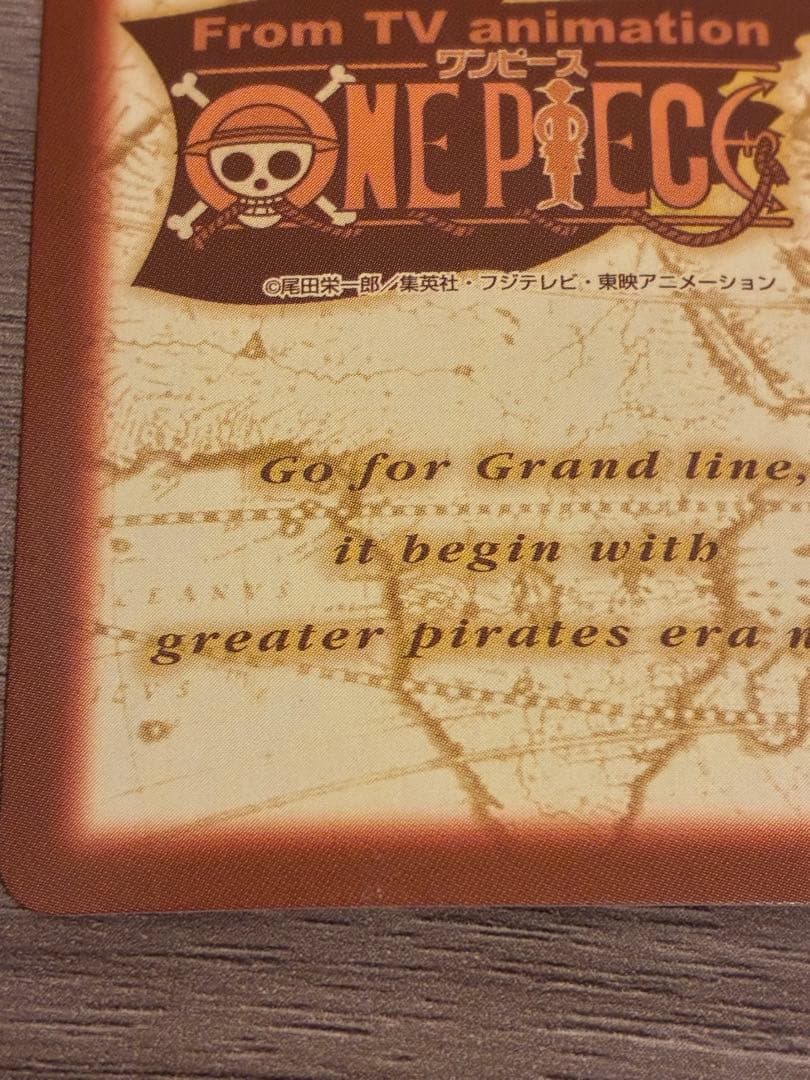 From TV animation
ワンピース
ONE PIECE
©尾田栄一郎／集英社・フジテレビ・東映アニメーション
Go for Grand line,
it begin with
greater pirates era